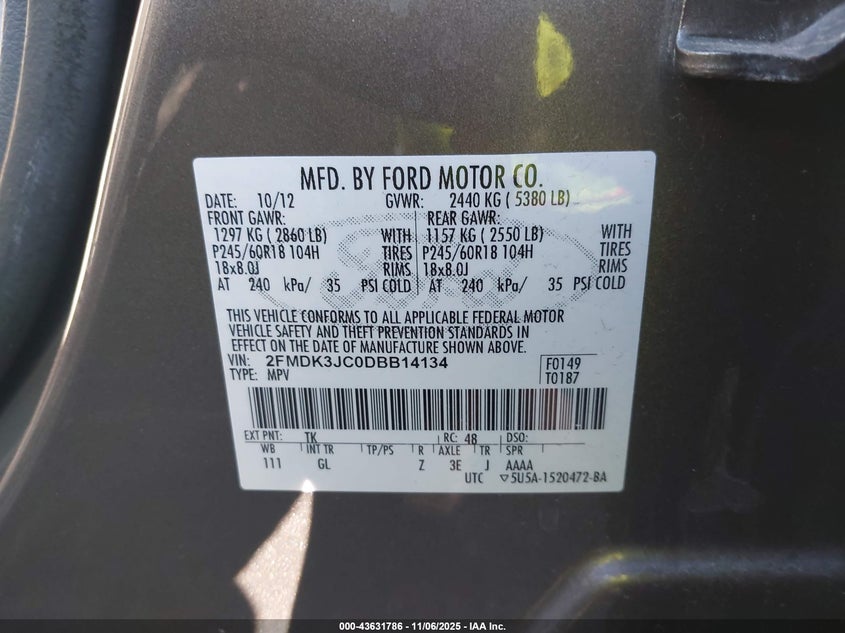 MFD. BY FORD MOTOR CO.
DATE: 10/12 GVWR: 2440 KG ( 5380 LB)
FRONT GAWR: REAR GAWR:
1297 KG ( 2860 LB) WITH 1157 KG ( 2550 LB) WITH
P245/60R18 104H TIRES P245/60R18 104H TIRES
18x8.0J RIMS 18x8.0J RIMS
AT 240 kPa/ 35 PSI COLD AT 240 kPa/ 35 PSI COLD
THIS VEHICLE CONFORMS TO ALL APPLICABLE FEDERAL MOTOR
VEHICLE SAFETY AND THEFT PREVENTION STANDARDS IN
EFFECT ON THE DATE OF MANUFACTURE SHOWN ABOVE.
VIN: 2FMDK3JC0DBB14134 F0149
TYPE: MPV T0187
EXT PNT: TK RC: 48 DSO:
WB INT TR TP/PS R AXLE TR SPR
111 GL Z 3E J AAAA
UTC ▽5U5A-1520472-BA
000-43631786 - 11/06/2025 - IAA Inc.